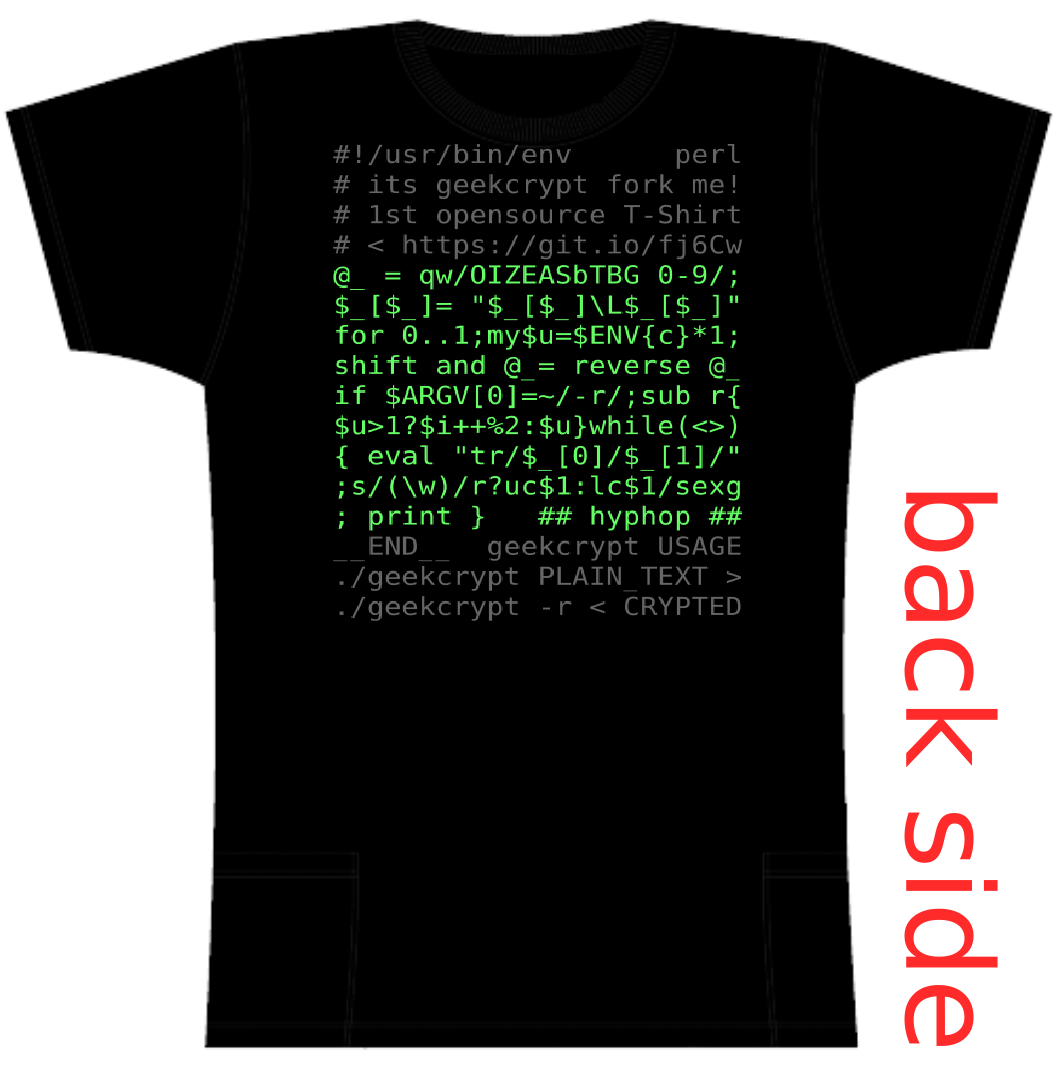 #!/usr/bin/env      perl
# its geekcrypt fork me!
# 1st opensource T-Shirt
# < https://git.io/fj6Cw
@_ = qw/OIZEASbTBG 0-9/;
$_[$_]= "$_[$_]\L$_[$_]"
for 0..1;my$u=$ENV{c}*1;
shift and @_= reverse @_
if $ARGV[0]=~/-r/;sub r{
$u>1?$i++%2:$u}while(<>)
{ eval "tr/$_[0]/$_[1]/"
;s/(\w)/r?uc$1:lc$1/sexg
; print }   ## hyphop ##
__END__  geekcrypt USAGE
./geekcrypt PLAIN_TEXT >
./geekcrypt -r < CRYPTED
back side